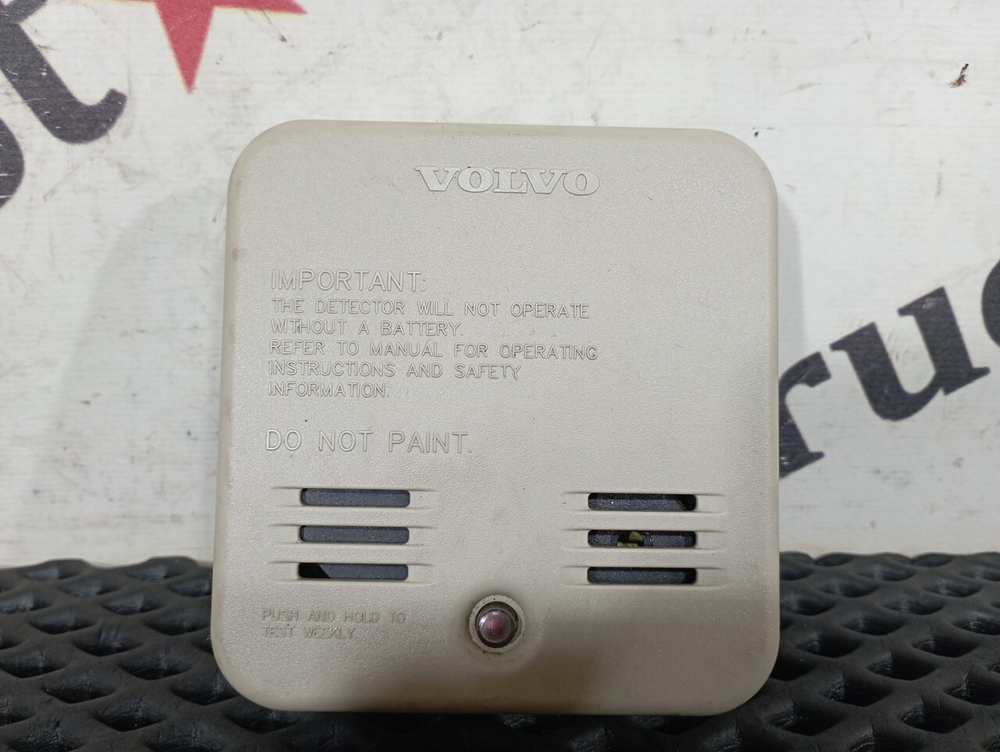 VOLVO
IMPORTANT:
THE DETECTOR WILL NOT OPERATE
WITHOUT A BATTERY.
REFER TO MANUAL FOR OPERATING
INSTRUCTIONS AND SAFETY
INFORMATION.
DO NOT PAINT.
PUSH AND HOLD TO
TEST WEEKLY.